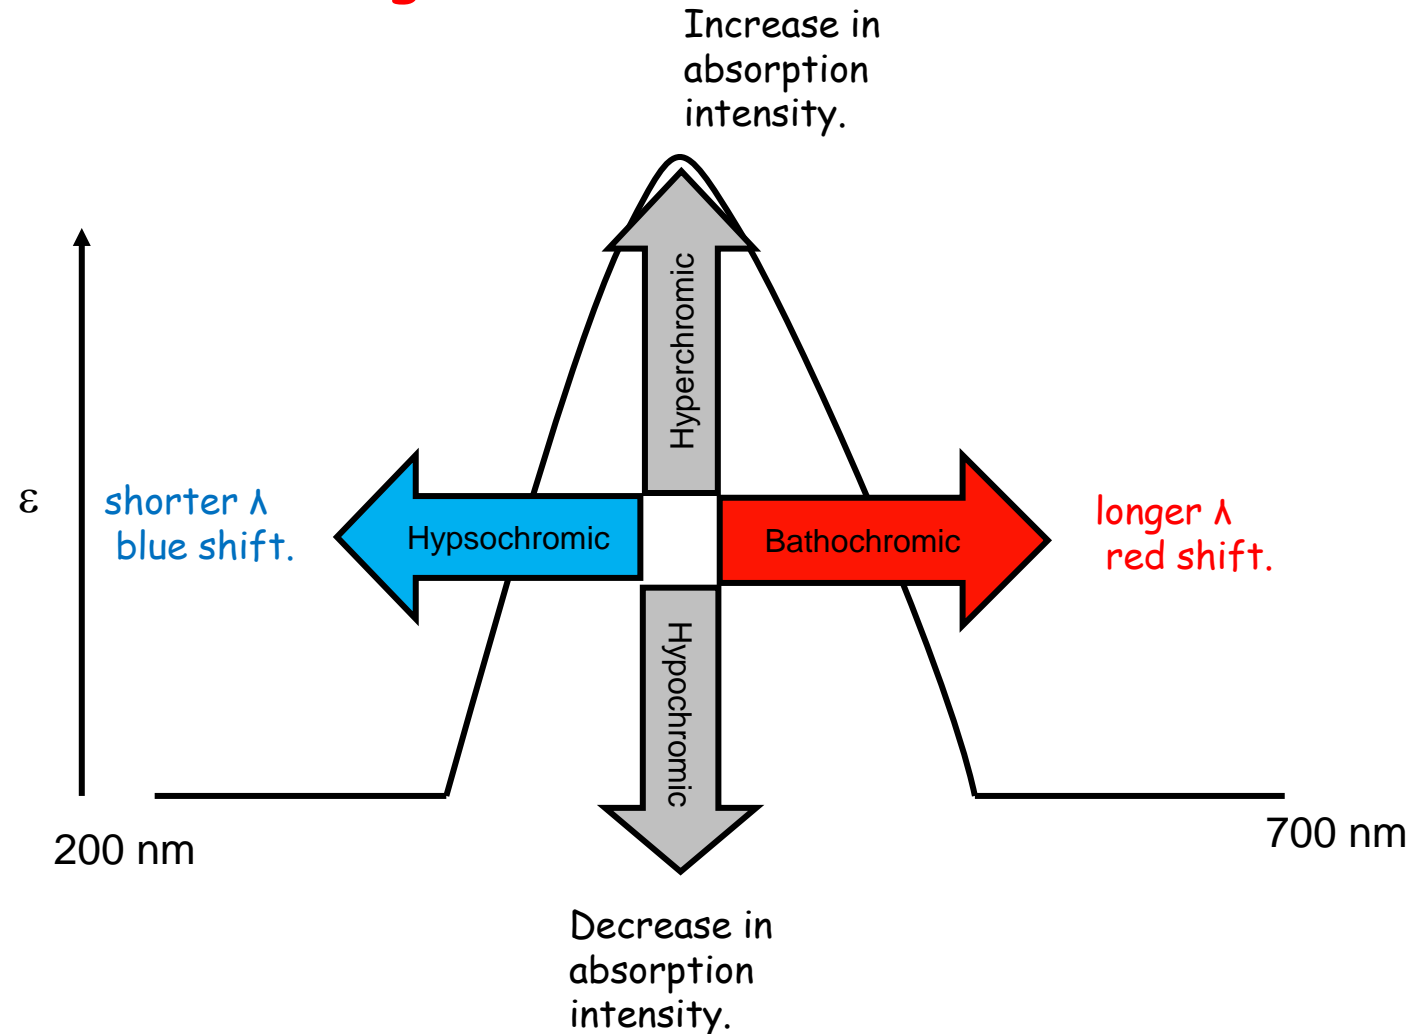 Increase in
absorption
intensity.
Hyperchromic
ε
shorter λ
blue shift.
Hypsochromic
Bathochromic
longer λ
red shift.
Hypochromic
200 nm
700 nm
Decrease in
absorption
intensity.